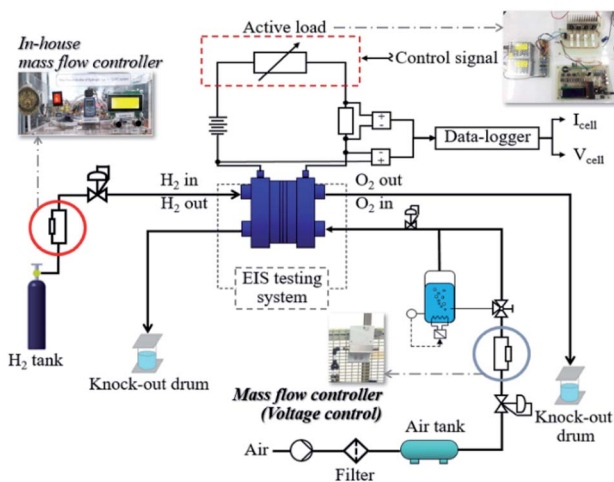 Active load
In-house
mass flow controller
Control signal
I cell
Data-logger
V cell
H₂ in
O₂ out
H₂ out
O₂ in
EIS testing
system
H₂ tank
Knock-out drum
Mass flow controller
(Voltage control)
Air tank
Knock-out
drum
Air
Filter